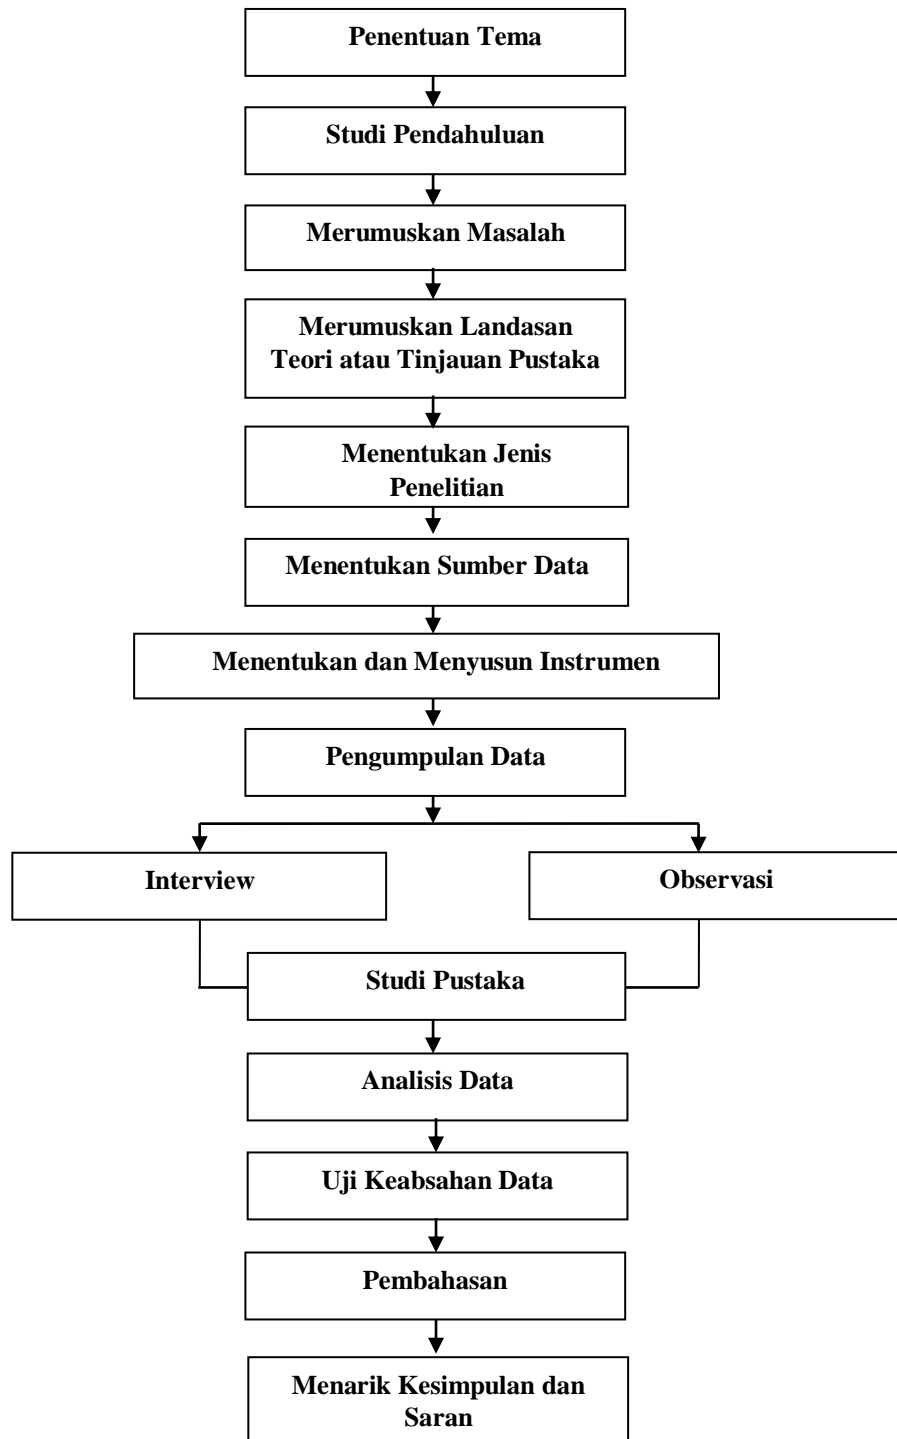 Penentuan Tema
Studi Pendahuluan
Merumuskan Masalah
Merumuskan Landasan
Teori atau Tinjauan Pustaka
Menentukan Jenis
Penelitian
Menentukan Sumber Data
Menentukan dan Menyusun Instrumen
Pengumpulan Data
Interview
Observasi
Studi Pustaka
Analisis Data
Uji Keabsahan Data
Pembahasan
Menarik Kesimpulan dan
Saran